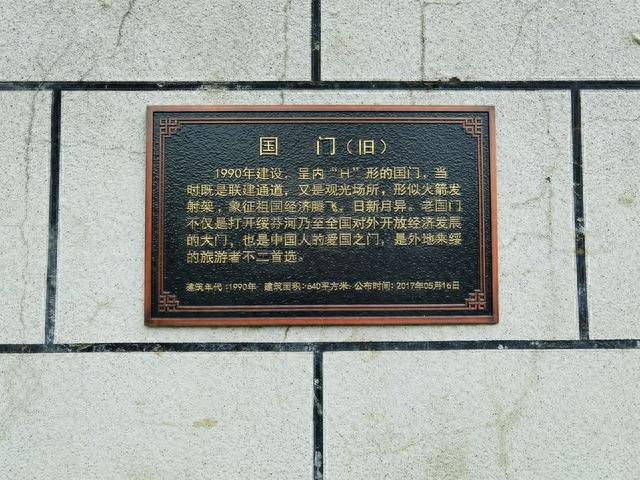 国 门（旧）
1990年建设，呈内“H”形的国门，当
时既是联建通道，又是观光场所，形似火箭发
射架，象征祖国经济腾飞，日新月异。老国门
不仅是打开绥芬河乃至全国对外开放经济发展
的大门，也是中国人的爱国之门，是外地来绥
的旅游者不二首选。
建筑年代：1990年 建筑面积：640平方米 公布时间：2017年05月16日